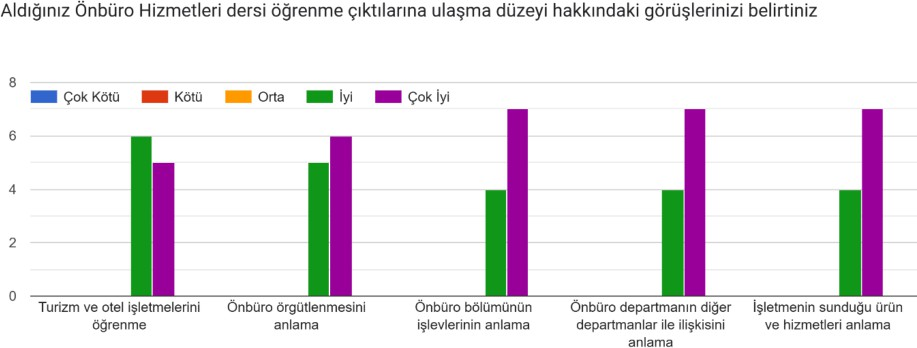 Aldığınız Önbüro Hizmetleri dersi öğrenme çıktılarına ulaşma düzeyi hakkındaki görüşlerinizi belirtiniz
8
Çok Kötü Kötü Orta İyi Çok İyi
6
4
2
0
Turizm ve otel işletmelerini
öğrenme
Önbüro örgütlenmesini
anlama
Önbüro bölümünün
işlevlerinin anlama
Önbüro departmanın diğer
departmanlar ile ilişkisini
anlama
İşletmenin sunduğu ürün
ve hizmetleri anlama